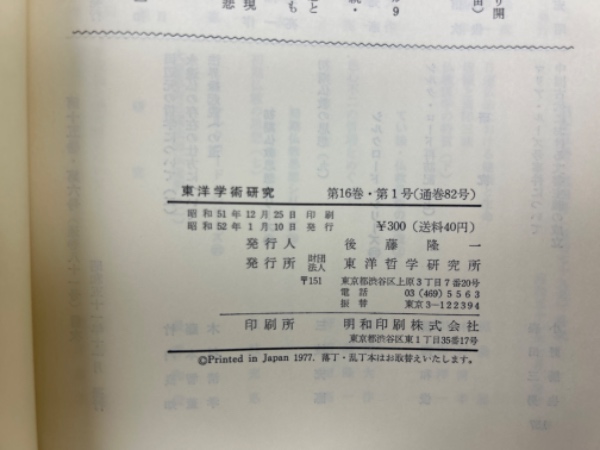 り開
東洋学術研究 第16巻・第1号(通巻82号)
昭和51年12月25日 印刷
昭和52年1月10日 発行 ¥300(送料40円)
発行人 後藤隆一
発行所 財団法人 東洋哲学研究所
〒151 東京都渋谷区上原3丁目7番20号
電話 03(469)5563
振替 東京3-122394
印刷所 明和印刷株式会社
東京都渋谷区東1丁目35番17号
©Printed in Japan 1977. 落丁・乱丁本はお取替えいたします。